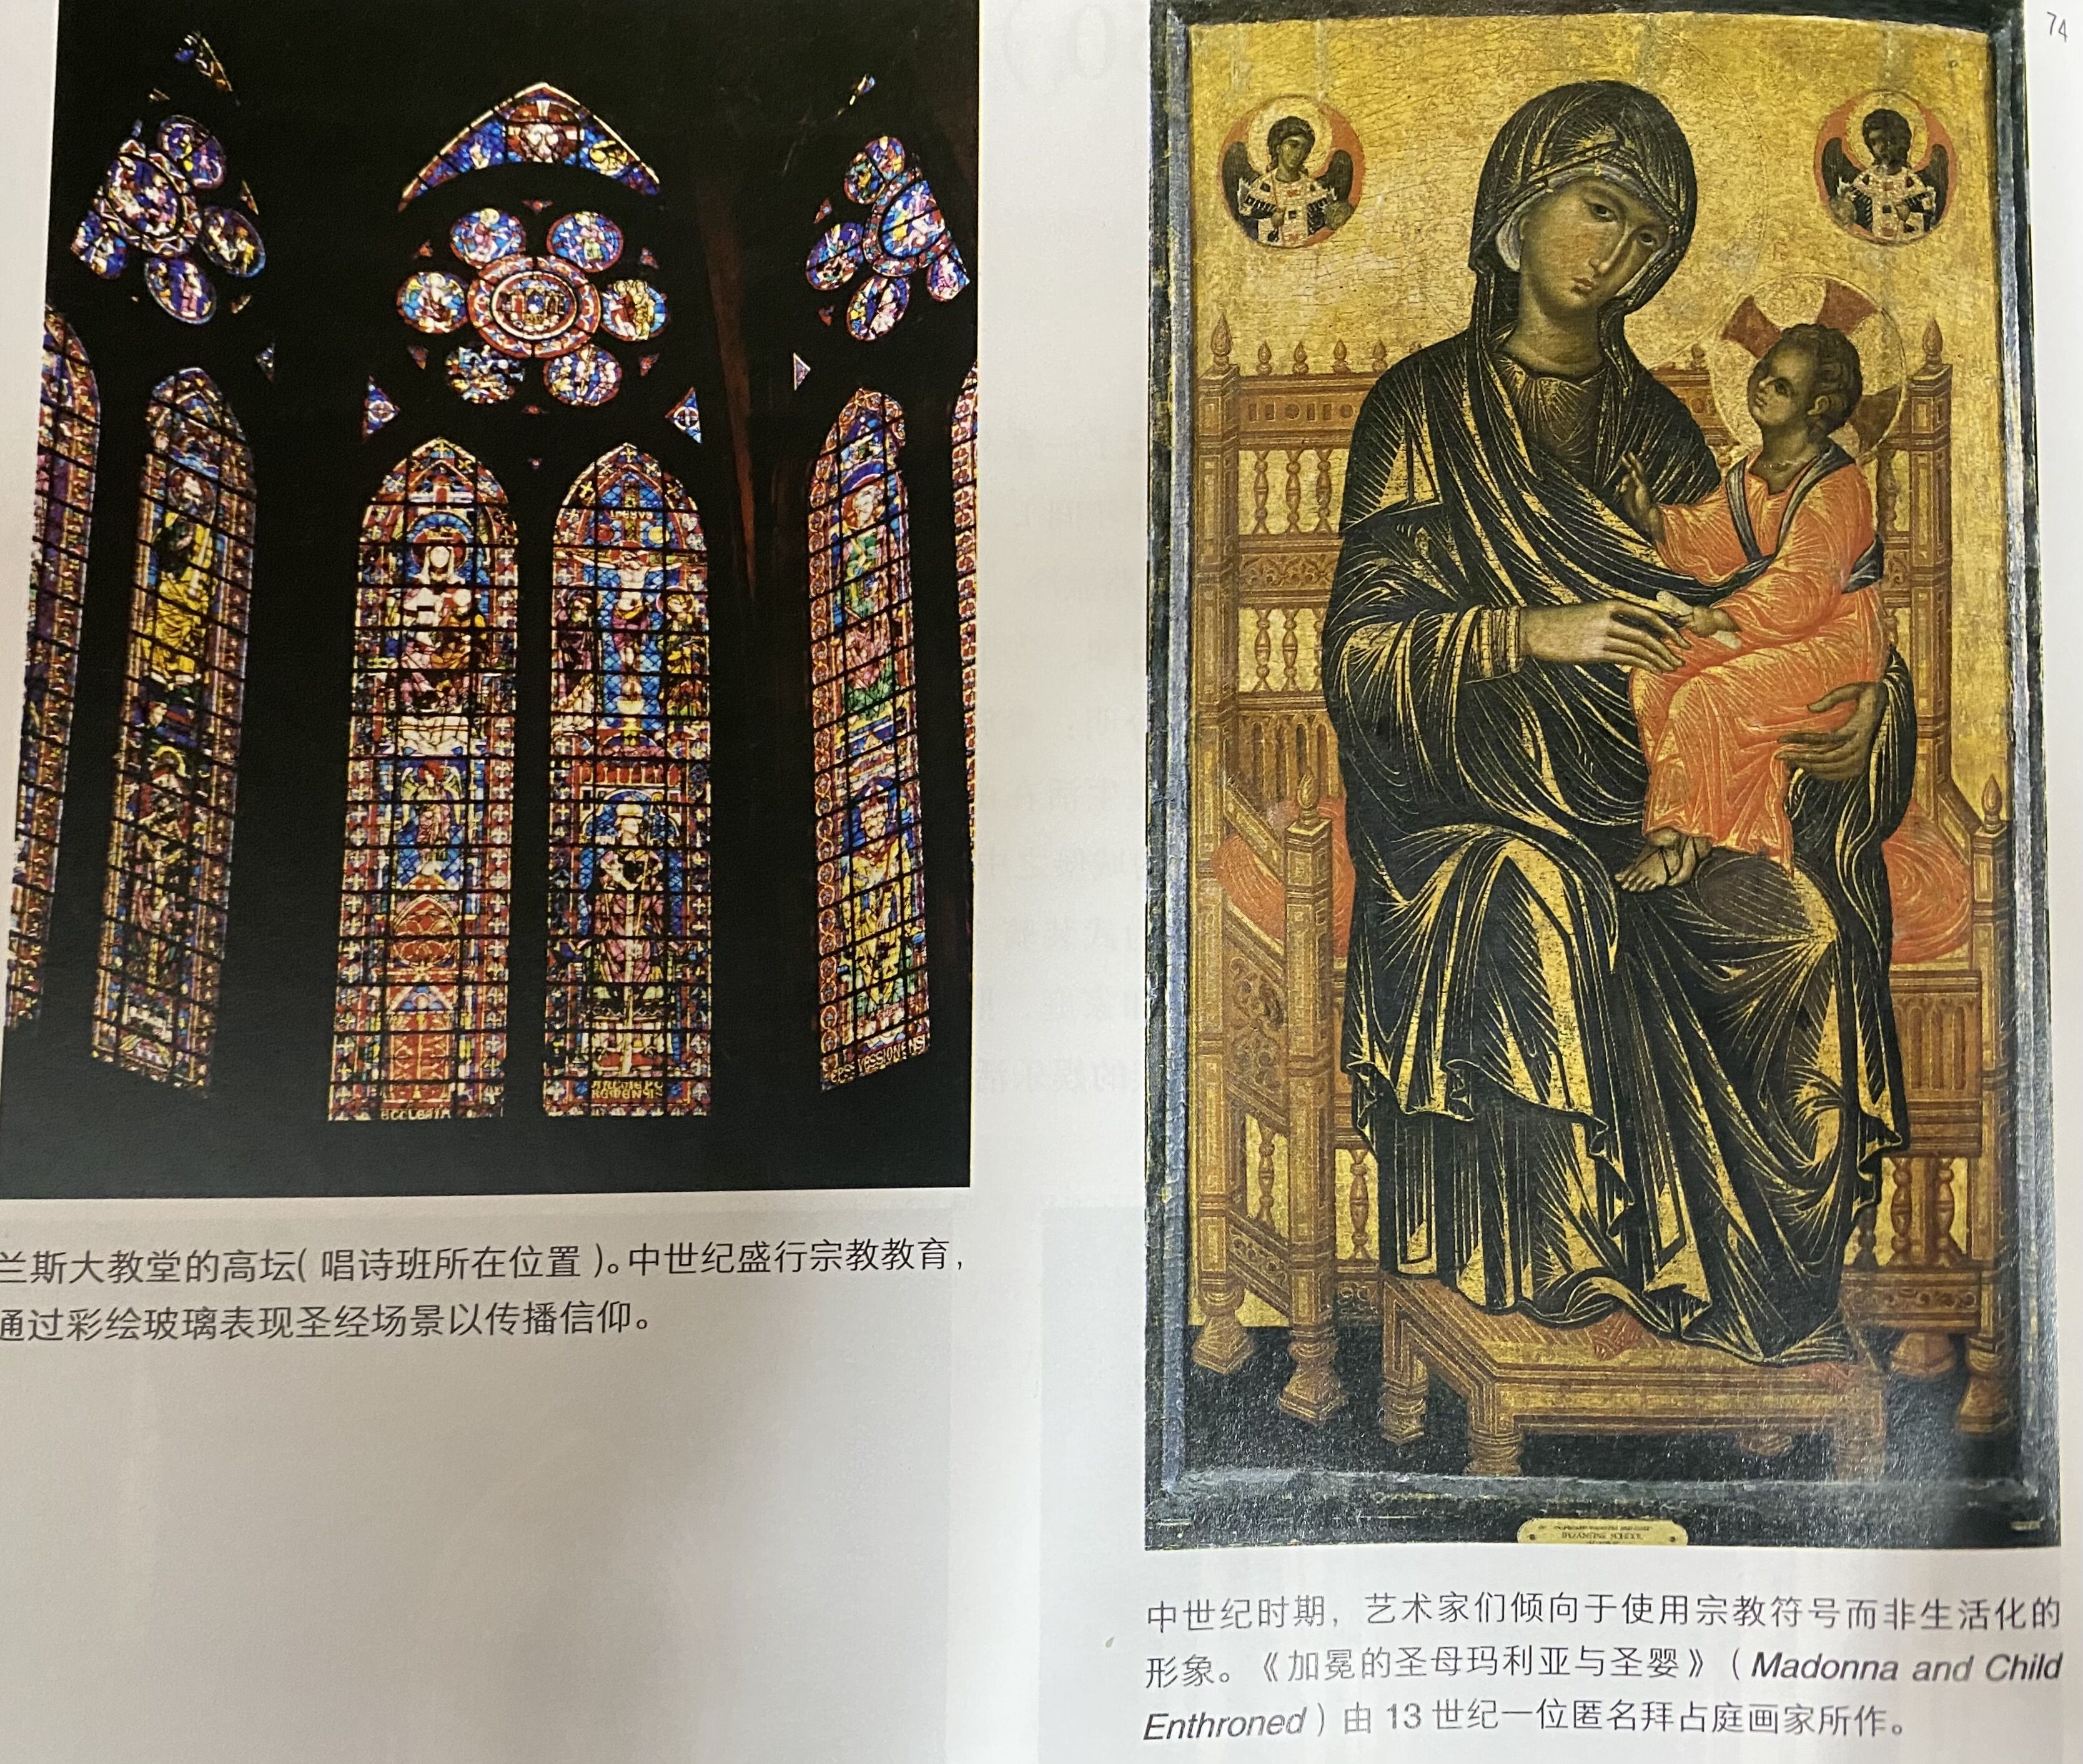 74
兰斯大教堂的高坛(唱诗班所在位置)。中世纪盛行宗教教育,
通过彩绘玻璃表现圣经场景以传播信仰。
BYZANTINE SCHOOL
中世纪时期，艺术家们倾向于使用宗教符号而非生活化的
形象。《加冕的圣母玛利亚与圣婴》（Madonna and Child
Enthroned）由13世纪一位匿名拜占庭画家所作。